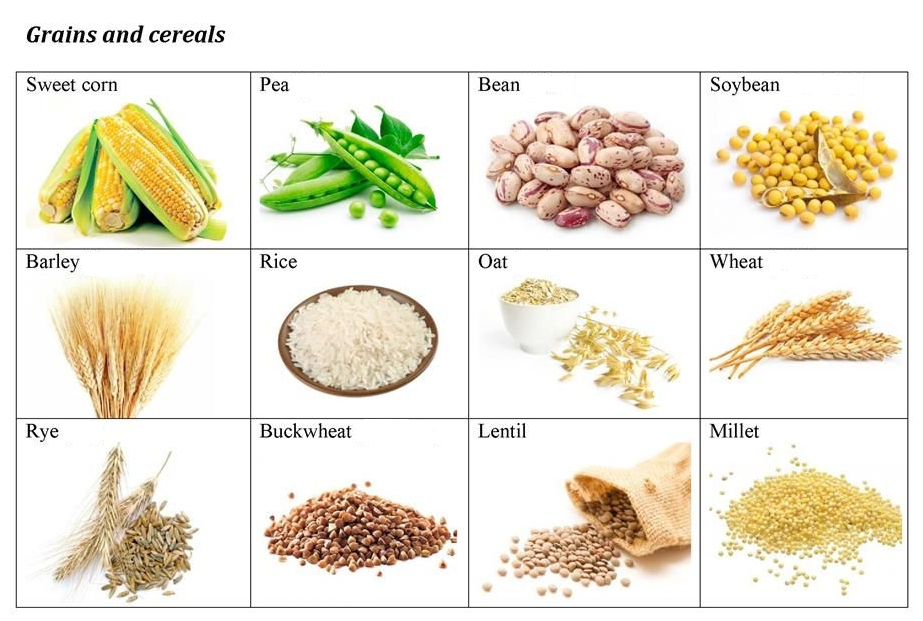 Grains and cereals
Sweet corn
Pea
Bean
Soybean
Barley
Rice
Oat
Wheat
Rye
Buckwheat
Lentil
Millet